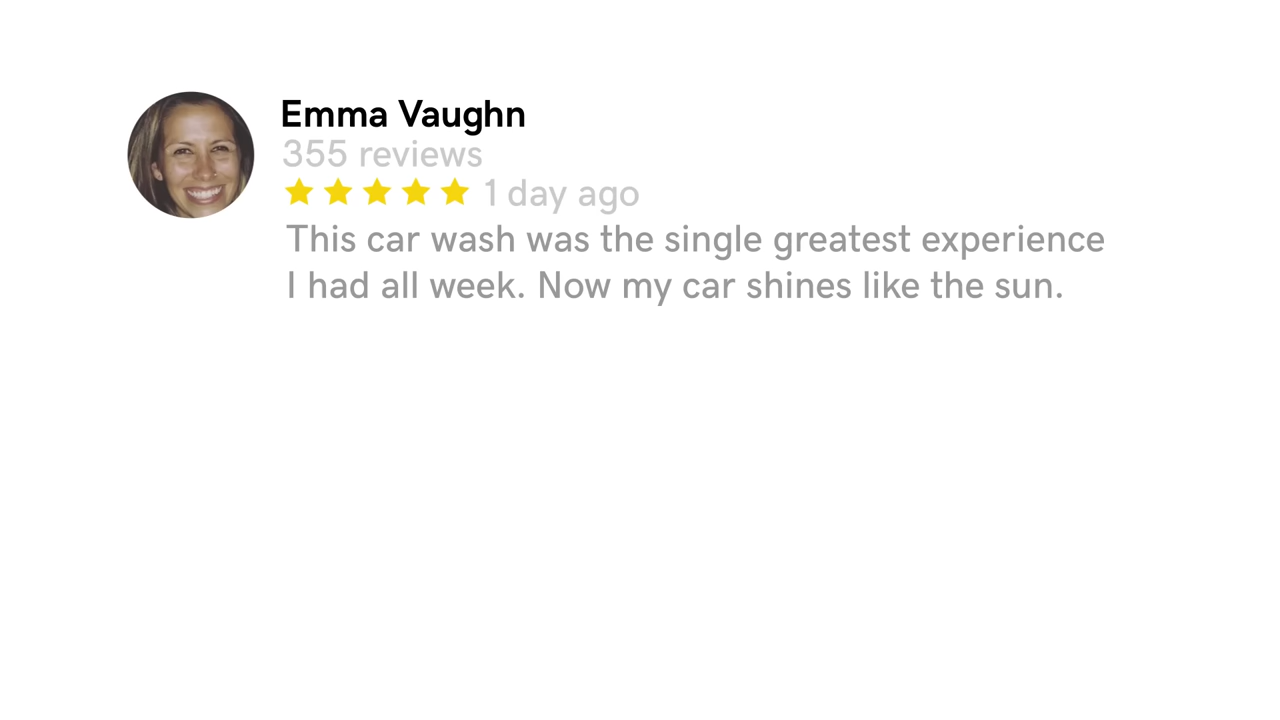 Emma Vaughn
355 reviews
1 day ago
This car wash was the single greatest experience
I had all week. Now my car shines like the sun.